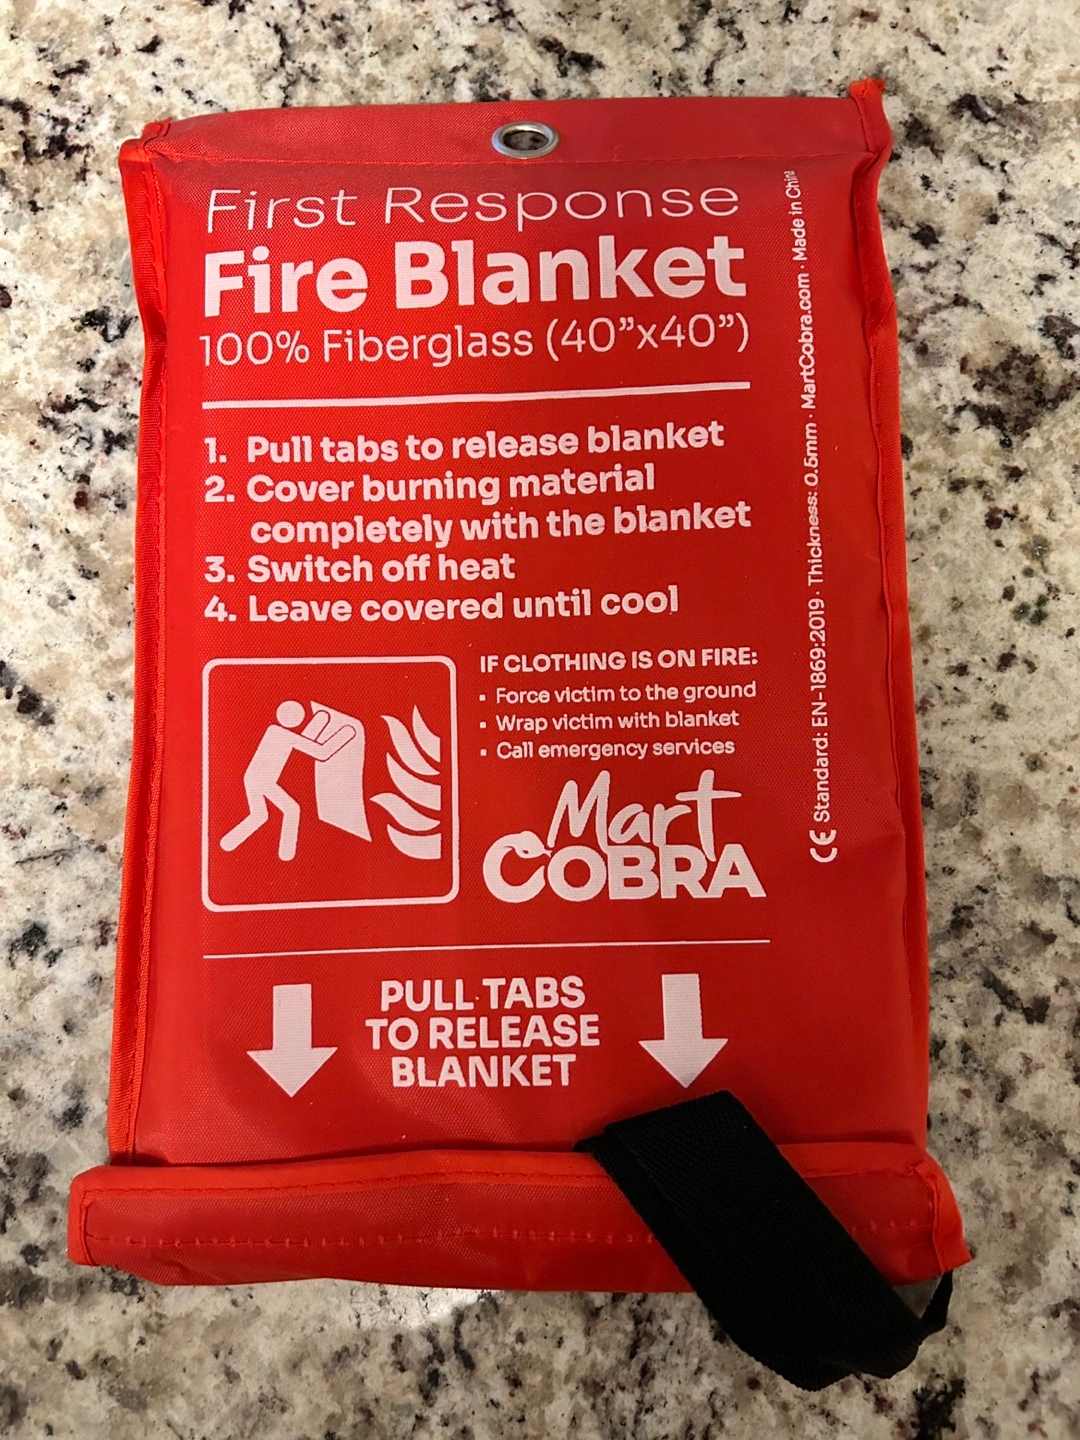 First Response
Fire Blanket
100% Fiberglass (40”x40”)
1. Pull tabs to release blanket
2. Cover burning material
completely with the blanket
3. Switch off heat
4. Leave covered until cool
IF CLOTHING IS ON FIRE:
▪ Force victim to the ground
▪ Wrap victim with blanket
▪ Call emergency services
Mart
COBRA
PULL TABS
TO RELEASE
BLANKET
CE Standard: EN-1869:2019 · Thickness: 0.5mm · MartCobra.com · Made in China